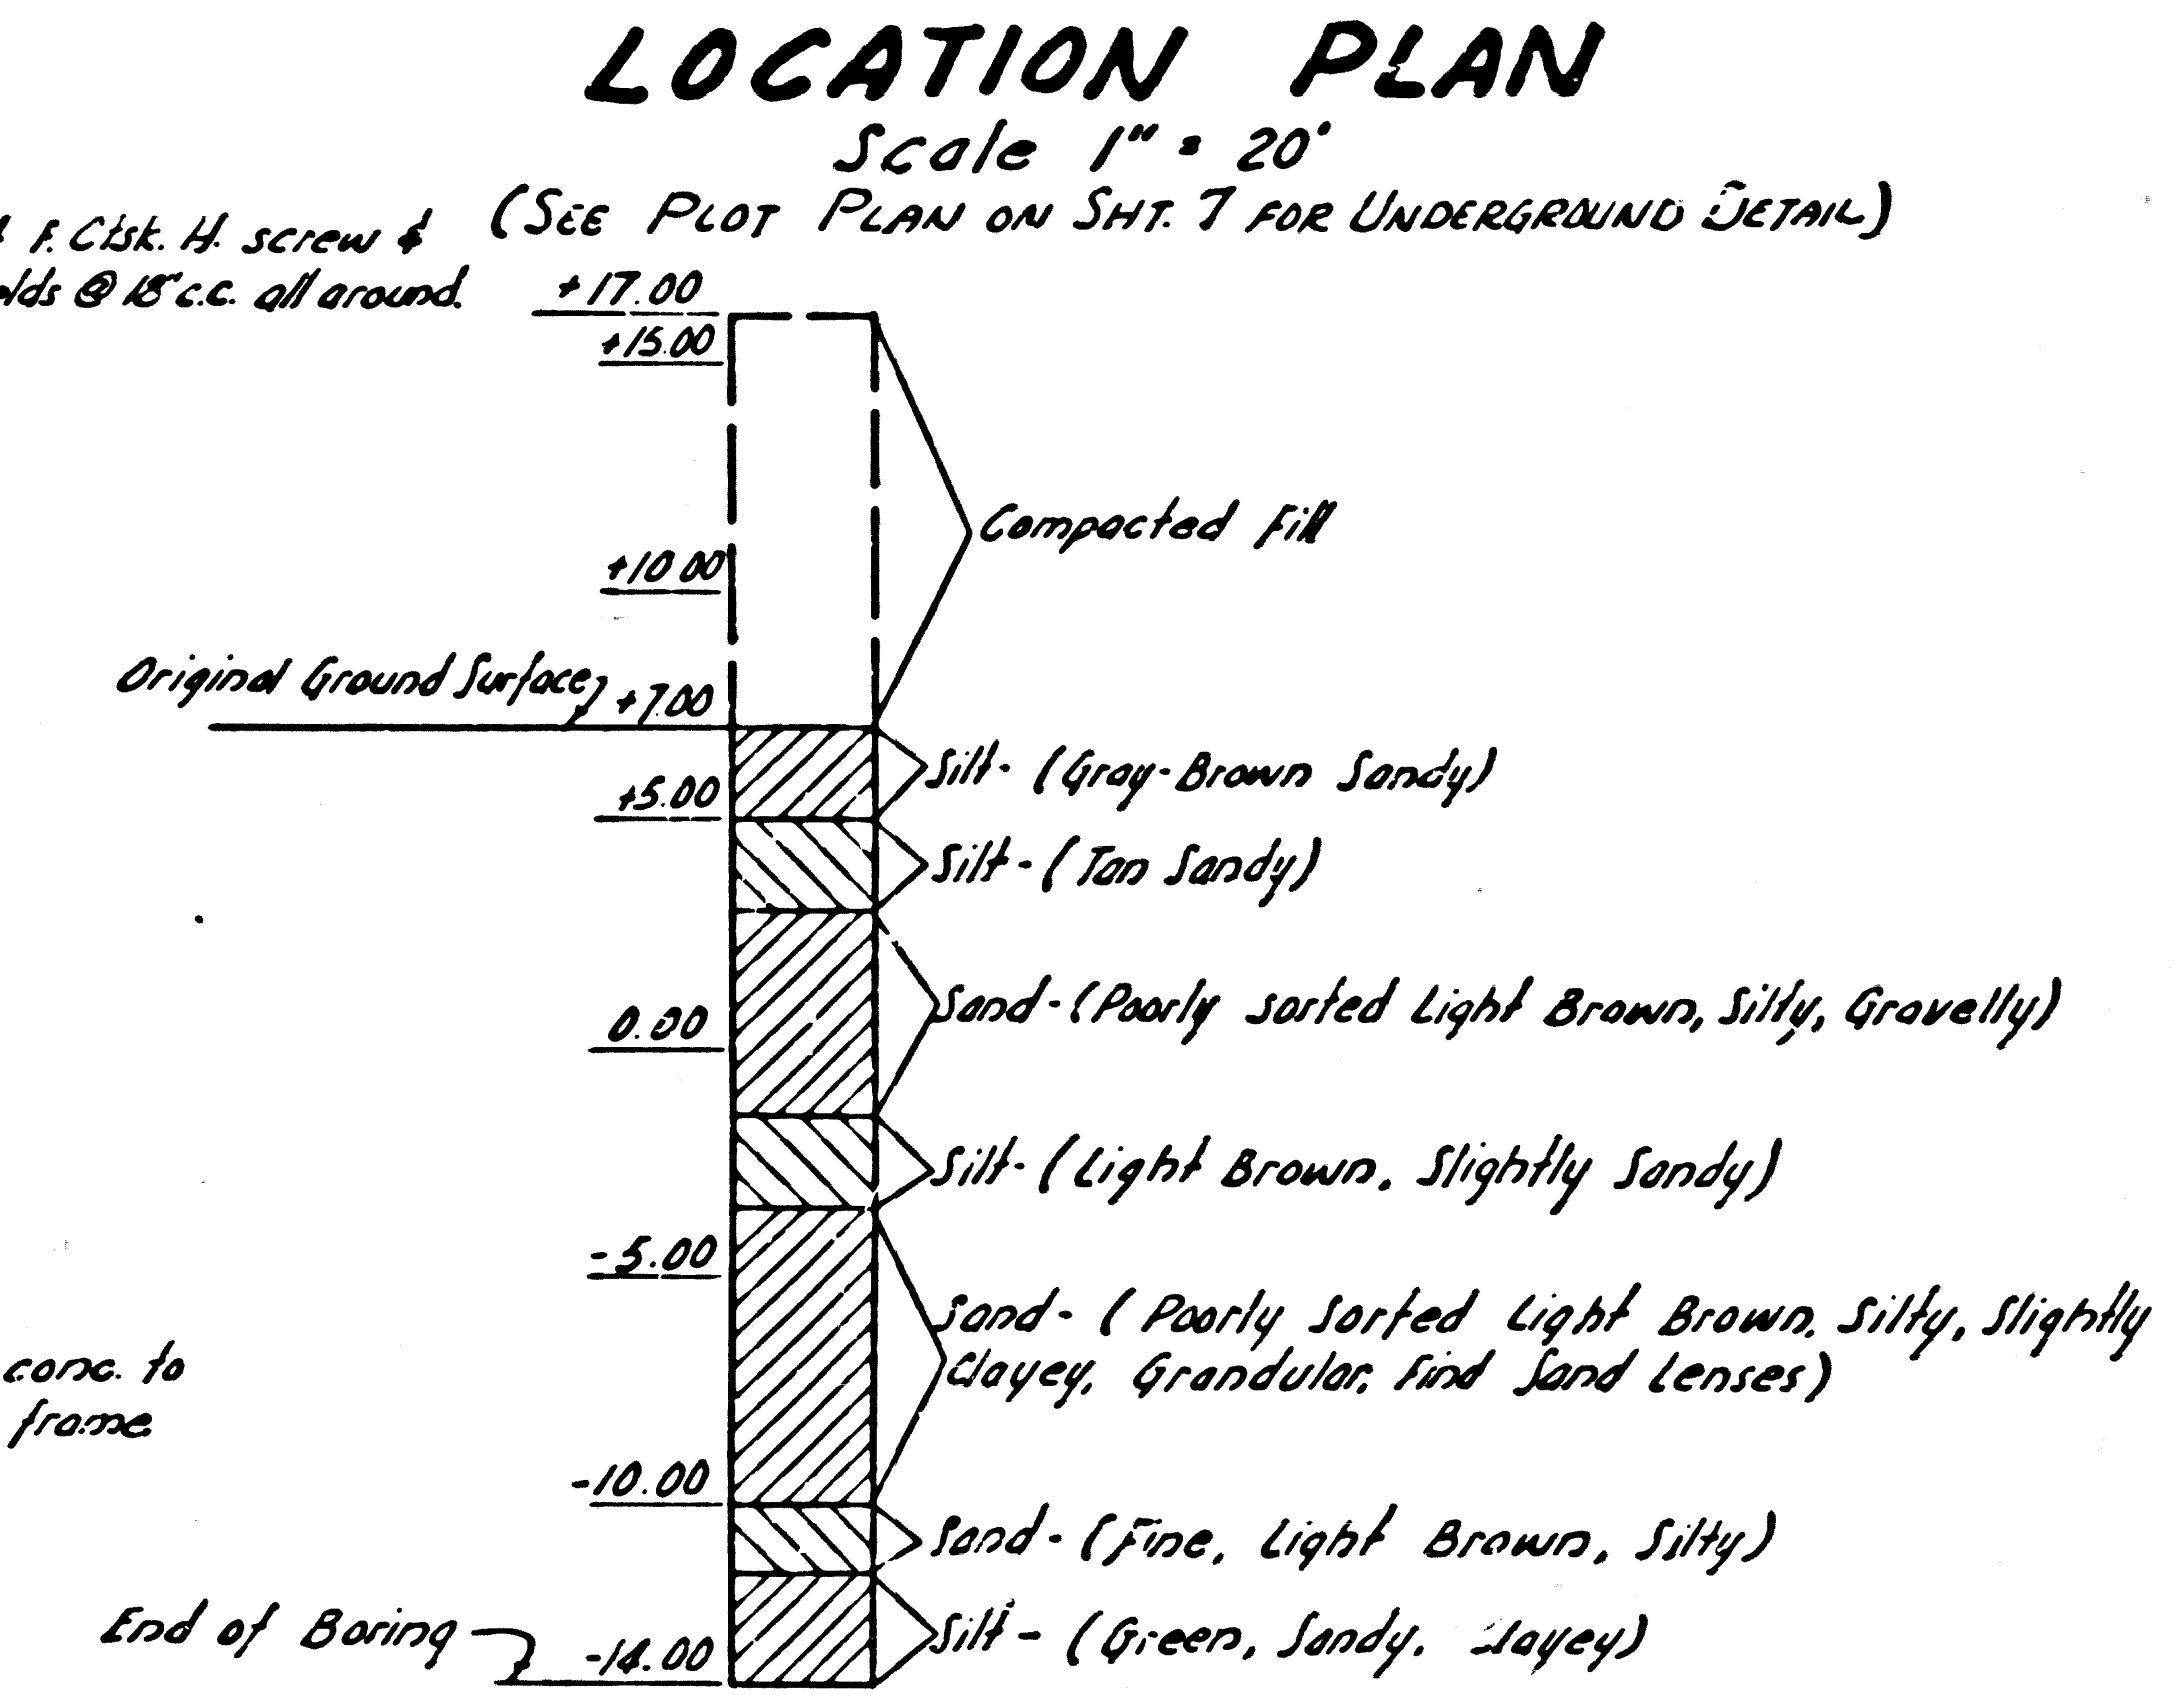 LOCATION PLAN
Scale 1" = 20'
(SEE PLOT PLAN ON SHT. 7 FOR UNDERGROUND DETAIL)
F. Ctsk. H. screw &
@ 18" c.c. all around.
+17.00
+15.00
Compacted Fill
+10.00
Original Ground Surface
+7.00
Silt- (Gray-Brown Sandy)
+5.00
Silt- (Tan Sandy)
Sand- (Poorly sorted Light Brown, Silty, Gravelly)
0.00
Silt- (Light Brown, Slightly Sandy)
-5.00
Sand- (Poorly Sorted Light Brown, Silty, Slightly
Clayey, Grandular, Find Sand Lenses)
conc. to
frame
-10.00
Sand- (Fine, Light Brown, Silty)
End of Boring
-14.00
Silt- (Green, Sandy, Clayey)